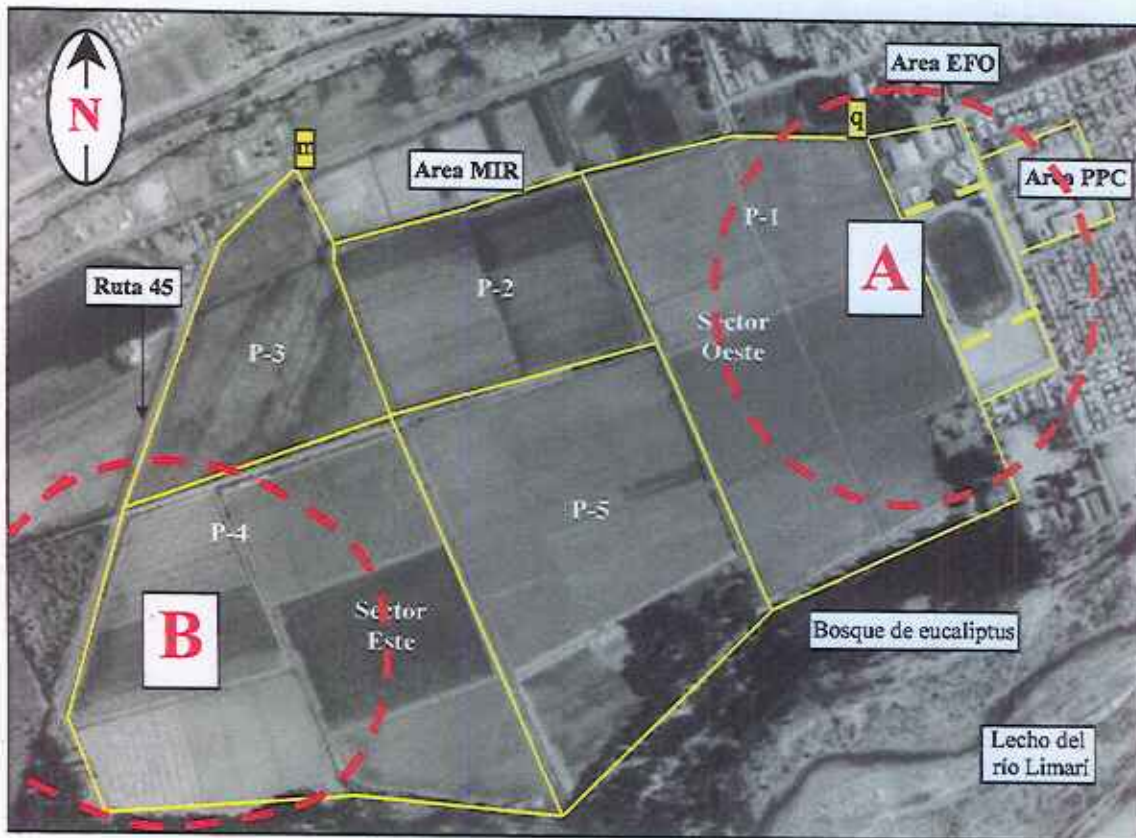 N
Area EFO
q
Area MIR
Area PPC
P-1
A
Ruta 45
P-2
Sector
Oeste
P-3
P-4
P-5
B
Sector
Este
Bosque de eucaliptus
Lecho del
río Limarí